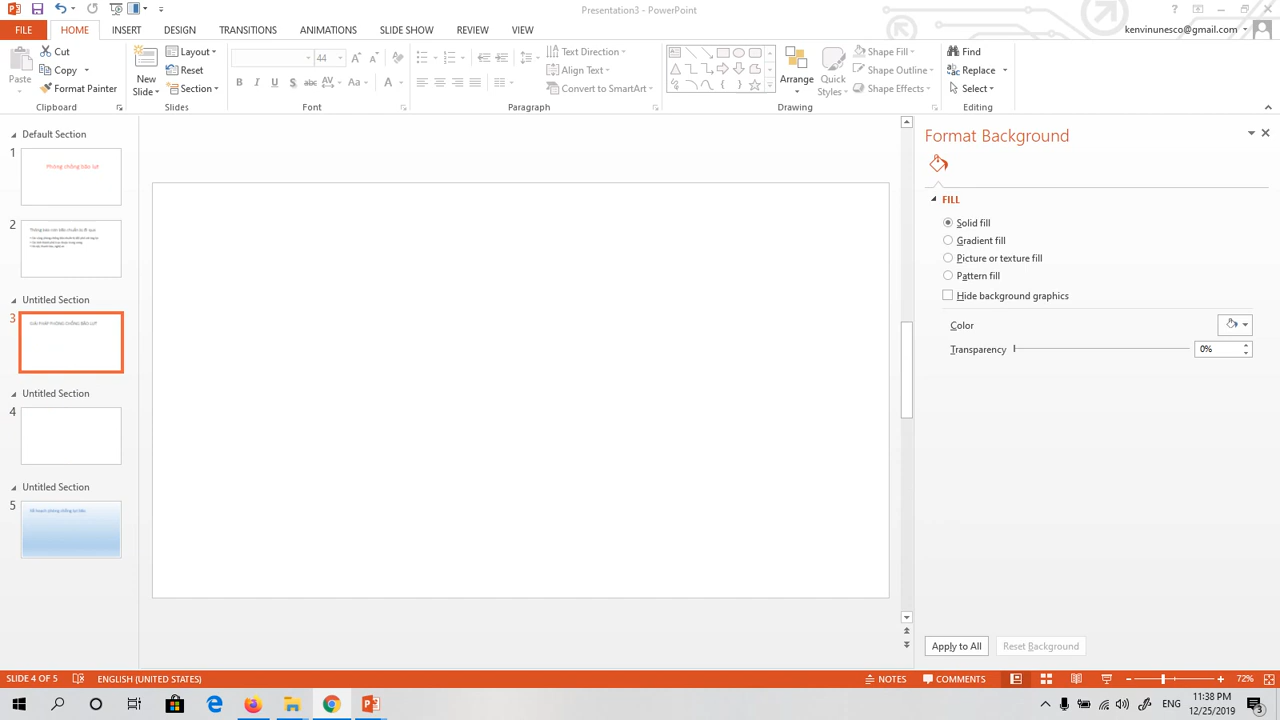 Presentation3 - PowerPoint
FILE HOME INSERT DESIGN TRANSITIONS ANIMATIONS SLIDE SHOW REVIEW VIEW
kenvinunesco@gmail.com
Paste
Cut
Copy
Format Painter
Clipboard
New Slide
Layout
Reset
Section
Slides
44
B I U S abc AV Aa A
Font
Text Direction
Align Text
Convert to SmartArt
Paragraph
Arrange
Quick Styles
Shape Fill
Shape Outline
Shape Effects
Drawing
Find
Replace
Select
Editing
Default Section
1
Phòng chống bão lụt
2
Untitled Section
3
GIẢI PHÁP PHÒNG CHỐNG BÃO LỤT
Untitled Section
4
Untitled Section
5
Format Background
FILL
Solid fill
Gradient fill
Picture or texture fill
Pattern fill
Hide background graphics
Color
Transparency 0%
Apply to All Reset Background
SLIDE 4 OF 5 ENGLISH (UNITED STATES) NOTES COMMENTS 72%
11:38 PM
12/25/2019
3